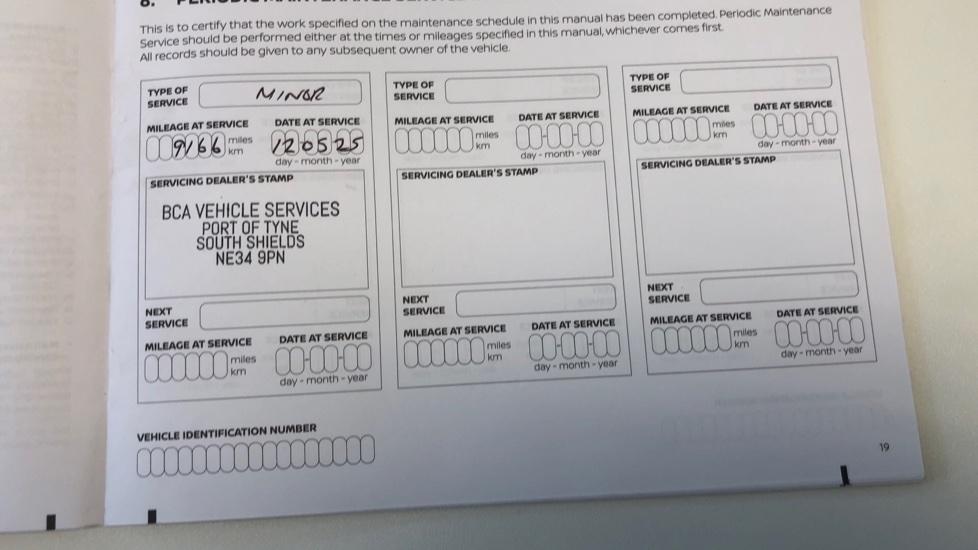 This is to certify that the work specified on the maintenance schedule in this manual has been completed. Periodic Maintenance
Service should be performed either at the times or mileages specified in this manual, whichever comes first.
All records should be given to any subsequent owner of the vehicle.
TYPE OF
SERVICE
MINOR
MILEAGE AT SERVICE
DATE AT SERVICE
9166
miles
km
120525
day - month - year
SERVICING DEALER'S STAMP
BCA VEHICLE SERVICES
PORT OF TYNE
SOUTH SHIELDS
NE34 9PN
NEXT
SERVICE
MILEAGE AT SERVICE
DATE AT SERVICE
miles
km
day - month - year
TYPE OF
SERVICE
MILEAGE AT SERVICE
DATE AT SERVICE
miles
km
day - month - year
SERVICING DEALER'S STAMP
NEXT
SERVICE
MILEAGE AT SERVICE
DATE AT SERVICE
miles
km
day - month - year
TYPE OF
SERVICE
MILEAGE AT SERVICE
DATE AT SERVICE
miles
km
day - month - year
SERVICING DEALER'S STAMP
NEXT
SERVICE
MILEAGE AT SERVICE
DATE AT SERVICE
miles
km
day - month - year
VEHICLE IDENTIFICATION NUMBER
19